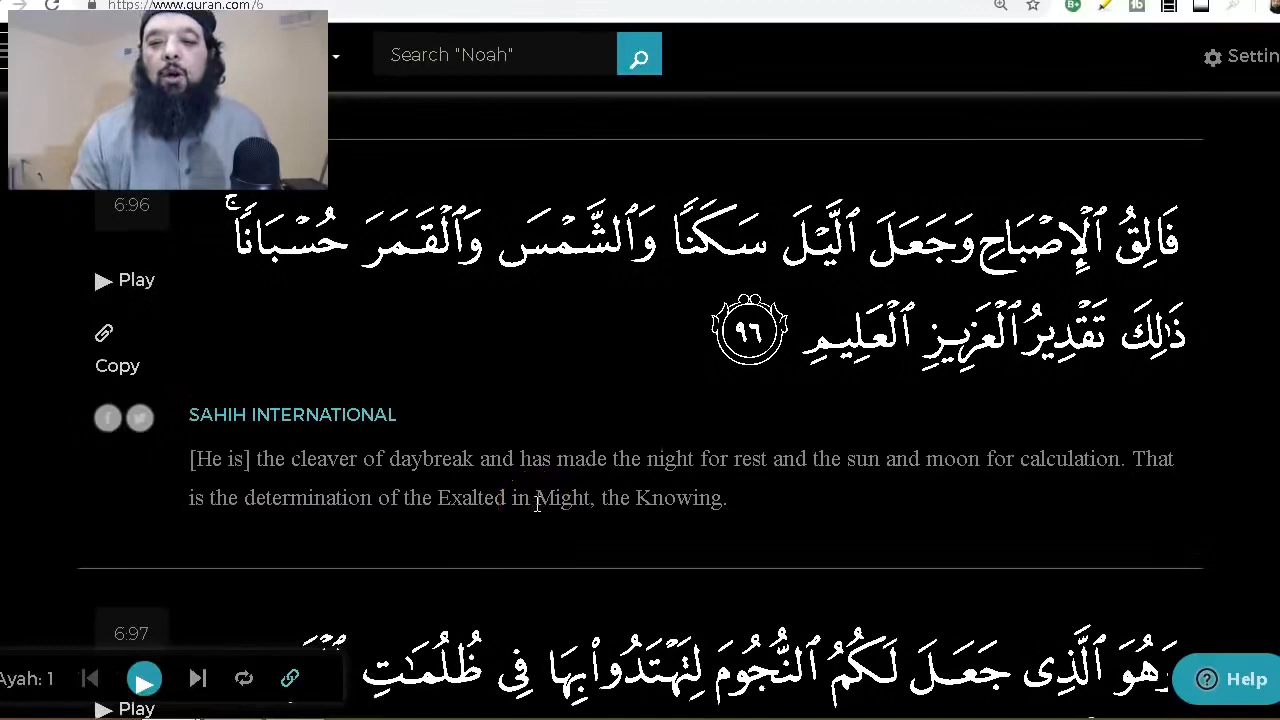 https://www.quran.com/6
Search "Noah"
Settin
6:96
فَالِقُ ٱلْإِصْبَاحِ وَجَعَلَ ٱلَّيْلَ سَكَنًا وَٱلشَّمْسَ وَٱلْقَمَرَ حُسْبَانًا ۚ
ذَٰلِكَ تَقْدِيرُ ٱلْعَزِيزِ ٱلْعَلِيمِ ٩٦
Play
Copy
SAHIH INTERNATIONAL
[He is] the cleaver of daybreak and has made the night for rest and the sun and moon for calculation. That
is the determination of the Exalted in Might, the Knowing.
6:97
وَهُوَ ٱلَّذِى جَعَلَ لَكُمُ ٱلنُّجُومَ لِتَهْتَدُوا۟ بِهَا فِى ظُلُمَـٰتِ
Ayah: 1
Help
Play